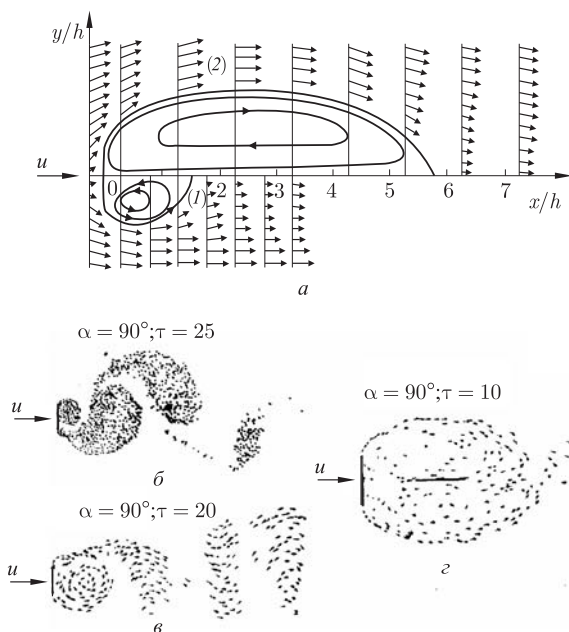 y/h
(2)
u
0 1 2 3 4 5 6 7
(1)
x/h
а
α = 90°; τ = 25
u
б
α = 90°; τ = 10
u
г
α = 90°; τ = 20
u
в